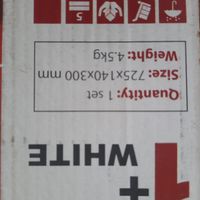 1+
WHITE
Quantity: 1 set
Size: 725x140x300 mm
Weight: 4.5kg
5